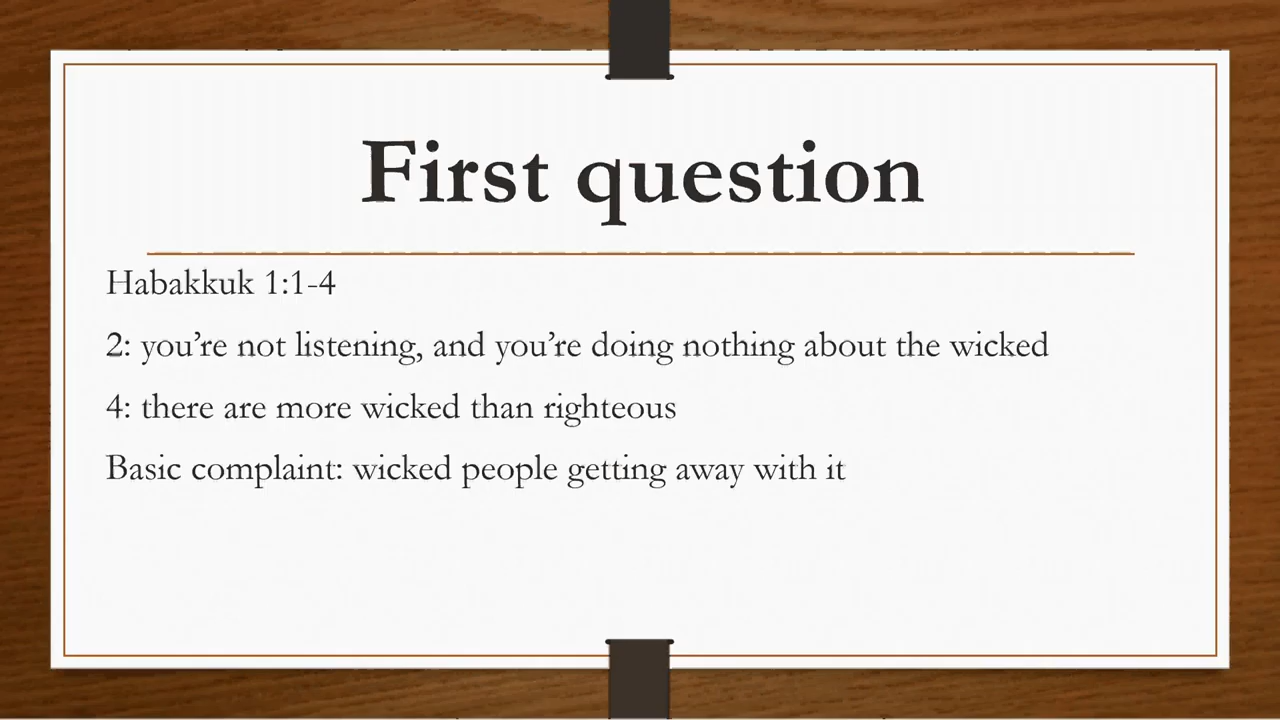 First question
Habakkuk 1:1-4
2: you’re not listening, and you’re doing nothing about the wicked
4: there are more wicked than righteous
Basic complaint: wicked people getting away with it